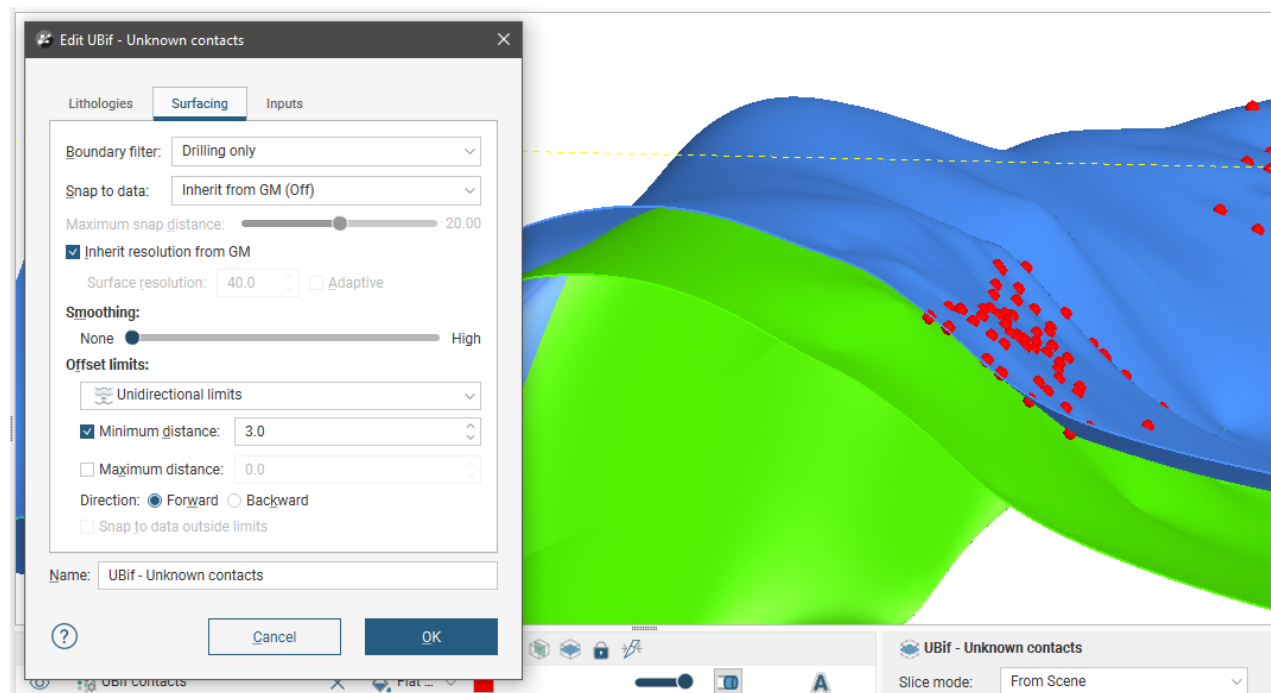 Edit UBif - Unknown contacts
Lithologies Surfacing Inputs
Boundary filter: Drilling only
Snap to data: Inherit from GM (Off)
Maximum snap distance: 20.00
Inherit resolution from GM
Surface resolution: 40.0 Adaptive
Smoothing:
None High
Offset limits:
Unidirectional limits
Minimum distance: 3.0
Maximum distance: 0.0
Direction: Forward Backward
Snap to data outside limits
Name: UBif - Unknown contacts
? Cancel OK
UBif - Unknown contacts
UBif contacts Flat ... A Slice mode: From Scene